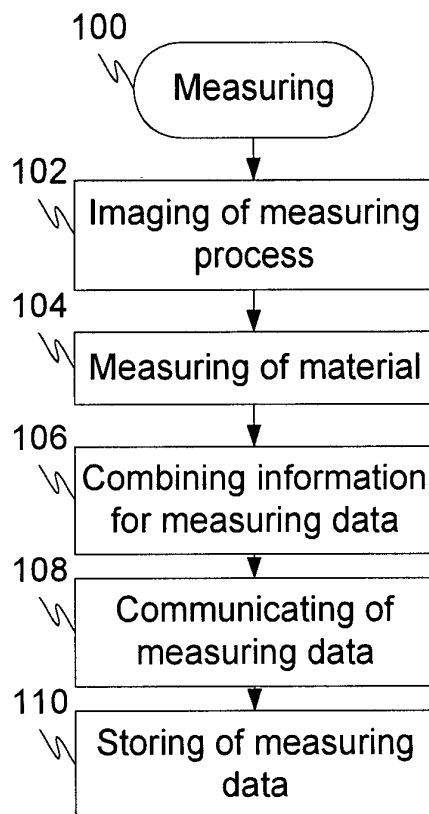 100
Measuring
102
Imaging of measuring
process
104
Measuring of material
106
Combining information
for measuring data
108
Communicating of
measuring data
110
Storing of measuring
data